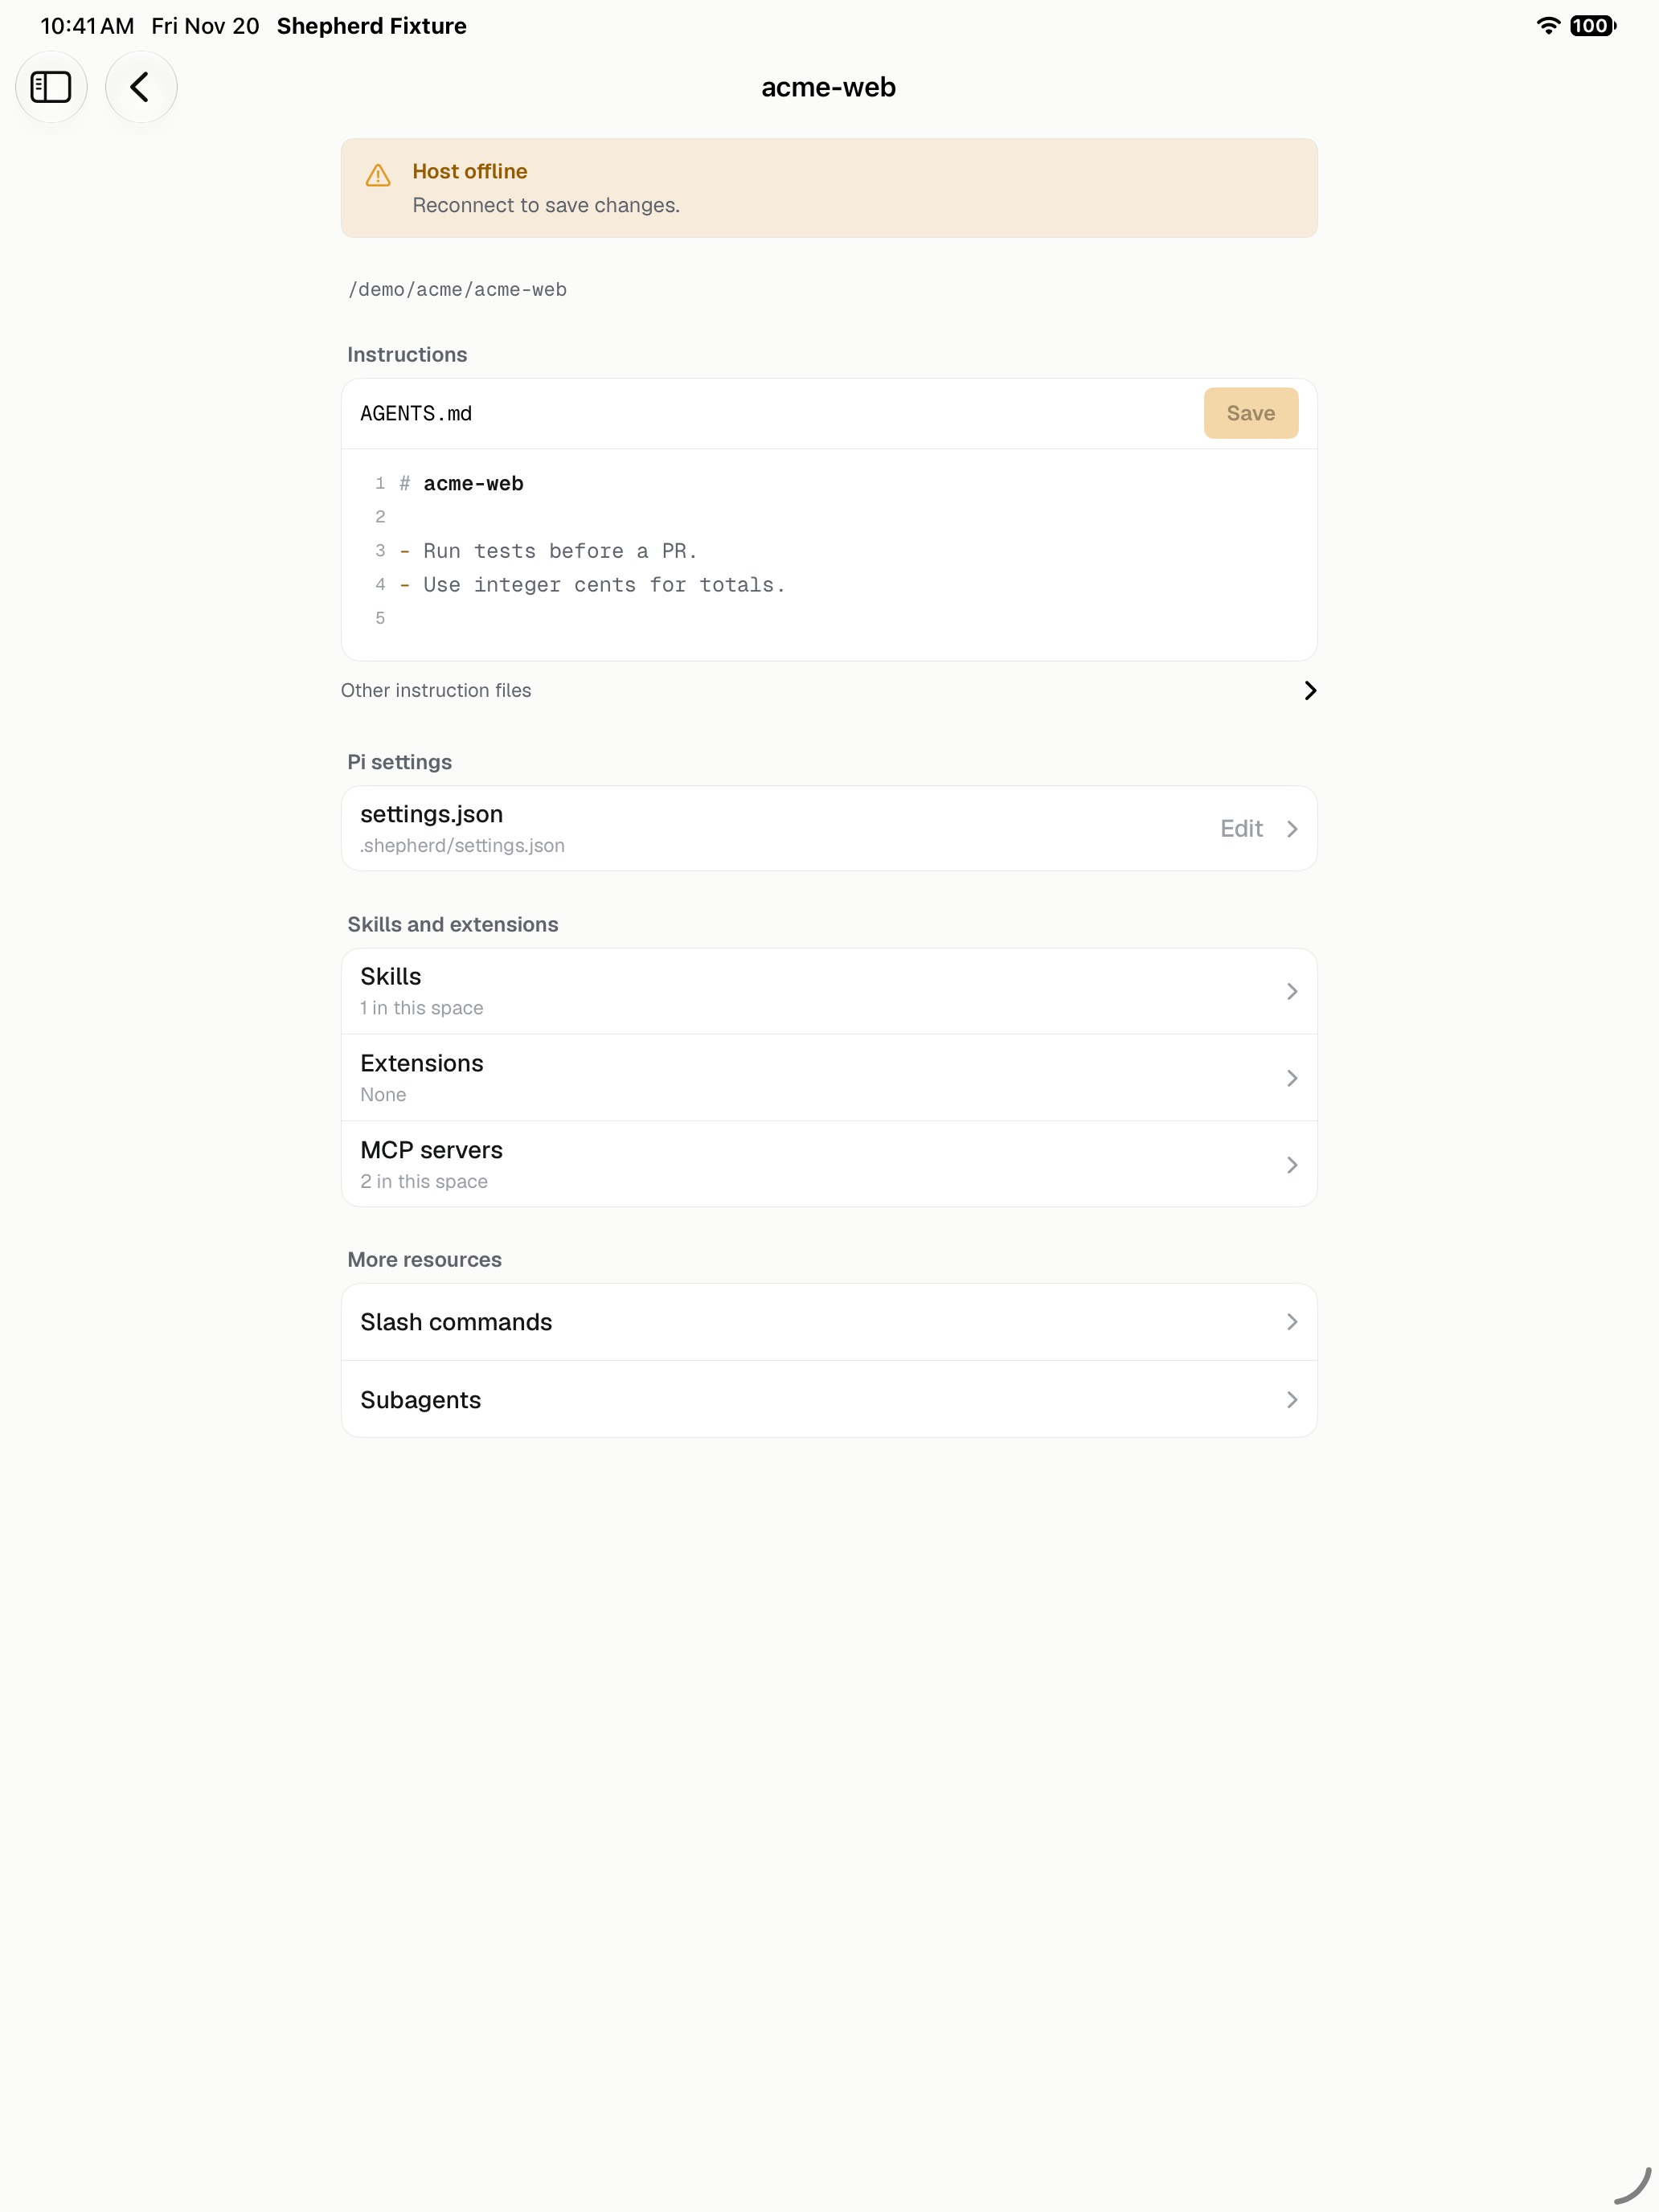 10:41 AM Fri Nov 20 Shepherd Fixture
100
acme-web
Host offline
Reconnect to save changes.
/demo/acme/acme-web
Instructions
AGENTS.md
Save
1 # acme-web
2
3 - Run tests before a PR.
4 - Use integer cents for totals.
5
Other instruction files
Pi settings
settings.json
.shepherd/settings.json
Edit
Skills and extensions
Skills
1 in this space
Extensions
None
MCP servers
2 in this space
More resources
Slash commands
Subagents